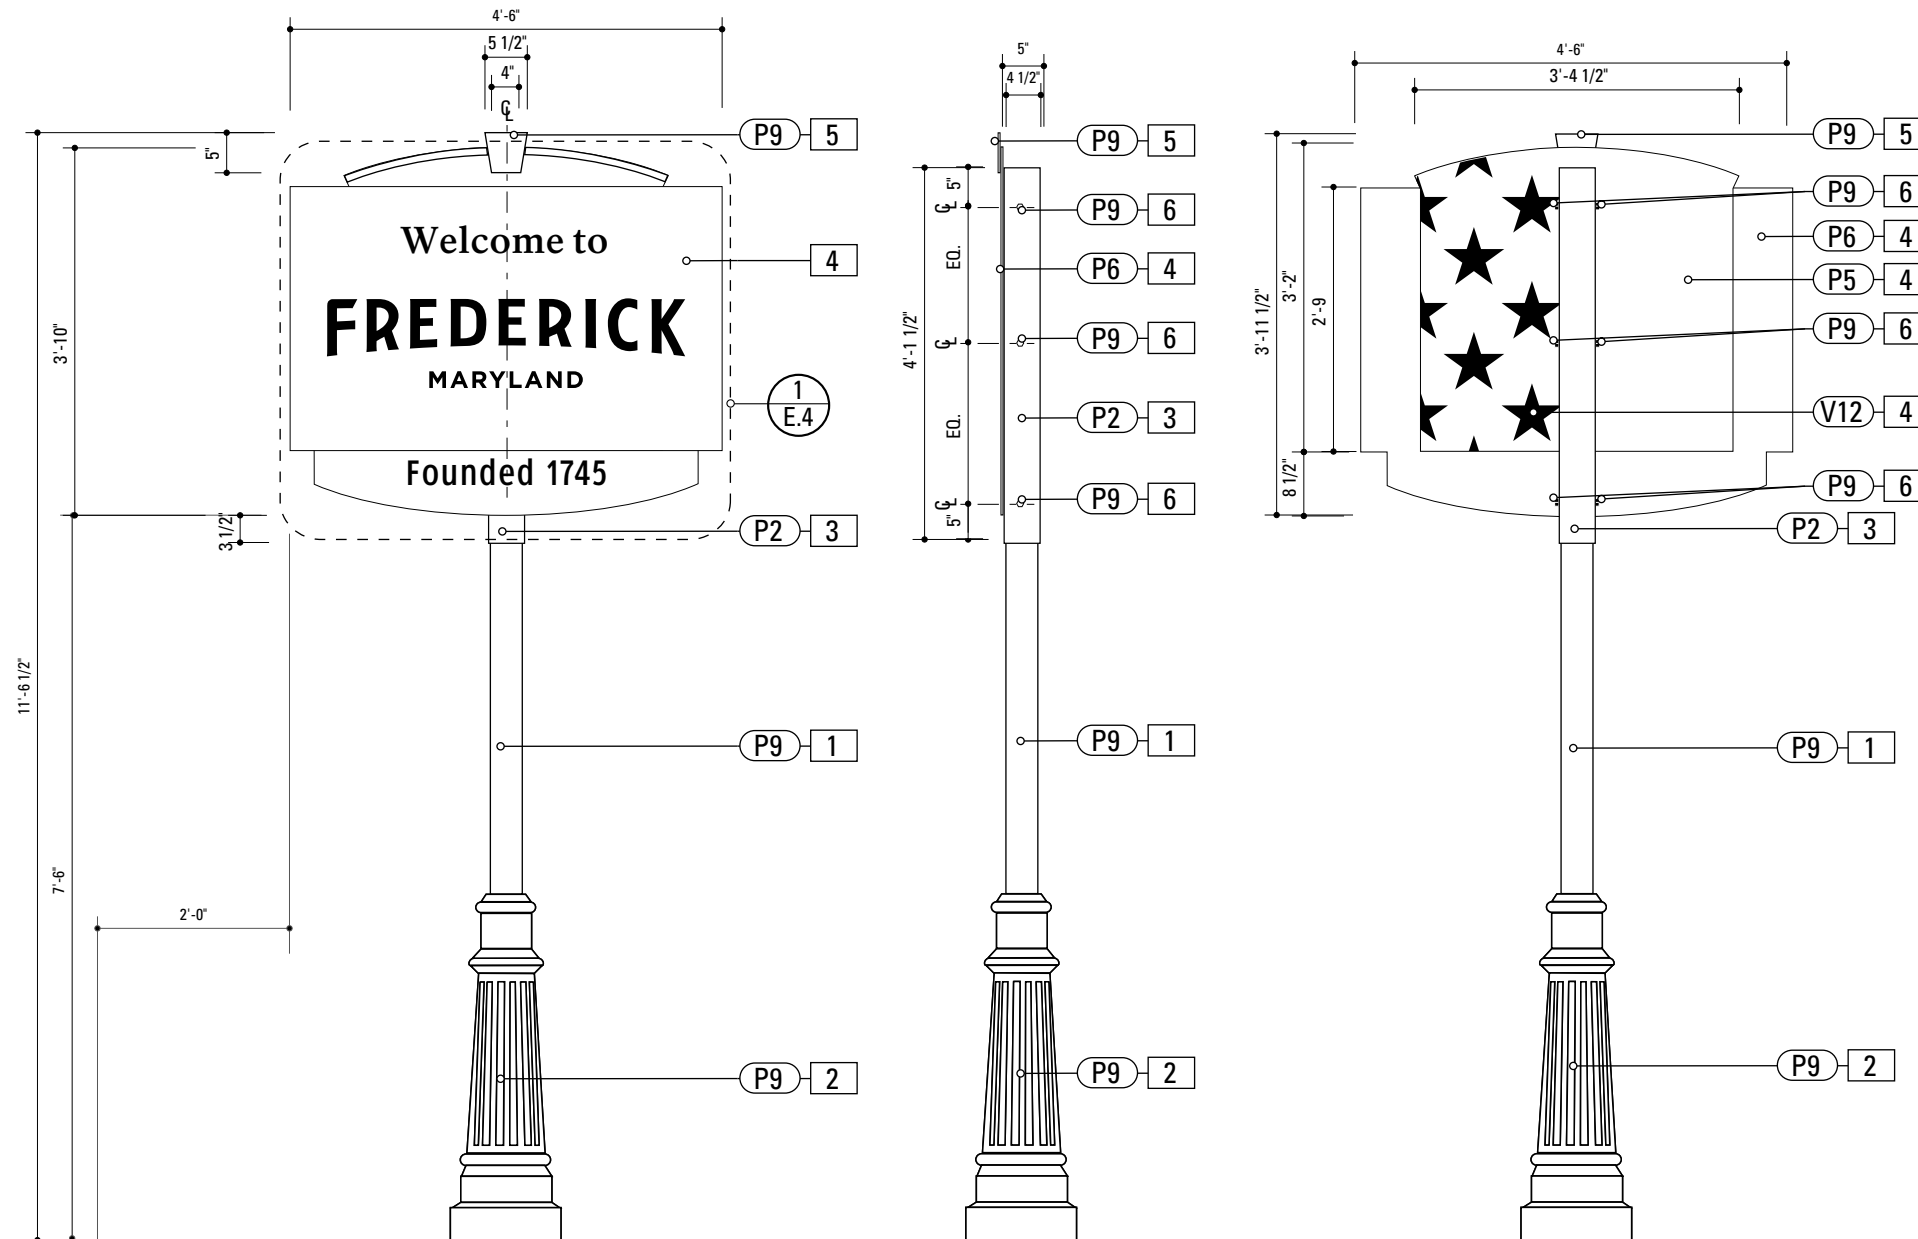 4'-6"
5 1/2"
4"
℄
P9 5
5"
3'-10"
Welcome to
4
FREDERICK
MARYLAND
1
E.4
Founded 1745
3 1/2"
P2 3
11'-6 1/2"
P9 1
7'-6"
2'-0"
P9 2
5"
4 1/2"
P9 5
5"
℄
P9 6
EQ.
P6 4
4'-1 1/2"
℄
P9 6
EQ.
P2 3
℄
P9 6
5"
P9 1
P9 2
4'-6"
3'-4 1/2"
P9 5
P9 6
P6 4
3'-2"
P5 4
3'-11 1/2"
2'-9
P9 6
V12 4
8 1/2"
P9 6
P2 3
P9 1
P9 2